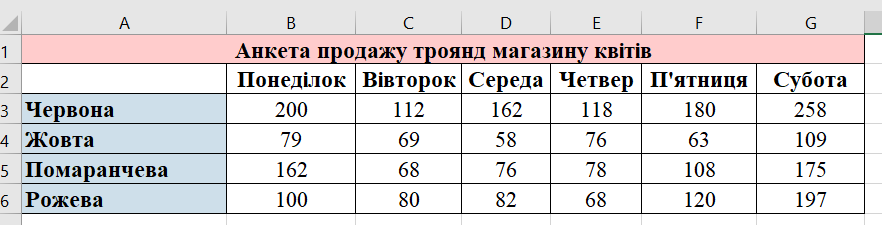 A B C D E F G
1 Анкета продажу троянд магазину квітів
2 Понеділок Вівторок Середа Четвер П'ятниця Субота
3 Червона 200 112 162 118 180 258
4 Жовта 79 69 58 76 63 109
5 Помаранчева 162 68 76 78 108 175
6 Рожева 100 80 82 68 120 197